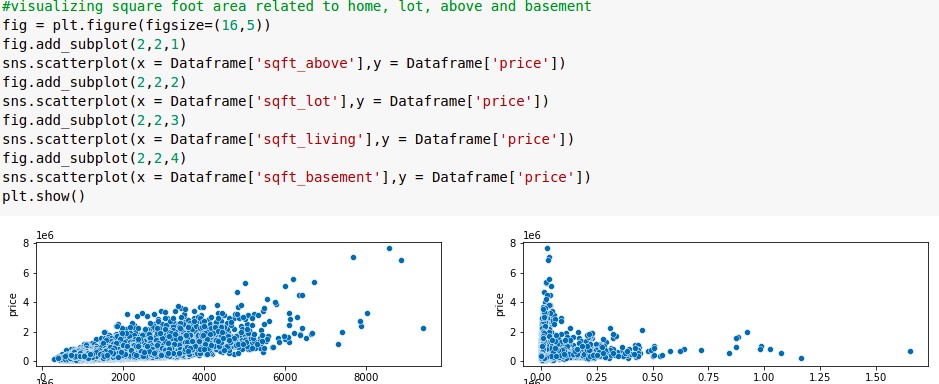 #visualizing square foot area related to home, lot, above and basement
fig = plt.figure(figsize=(16,5))
fig.add_subplot(2,2,1)
sns.scatterplot(x = Dataframe['sqft_above'],y = Dataframe['price'])
fig.add_subplot(2,2,2)
sns.scatterplot(x = Dataframe['sqft_lot'],y = Dataframe['price'])
fig.add_subplot(2,2,3)
sns.scatterplot(x = Dataframe['sqft_living'],y = Dataframe['price'])
fig.add_subplot(2,2,4)
sns.scatterplot(x = Dataframe['sqft_basement'],y = Dataframe['price'])
plt.show()
1e6
8
6
4
2
0
price
2000 4000 6000 8000
1e6
1e6
8
6
4
2
0
price
0.00 0.25 0.50 0.75 1.00 1.25 1.50
1e6